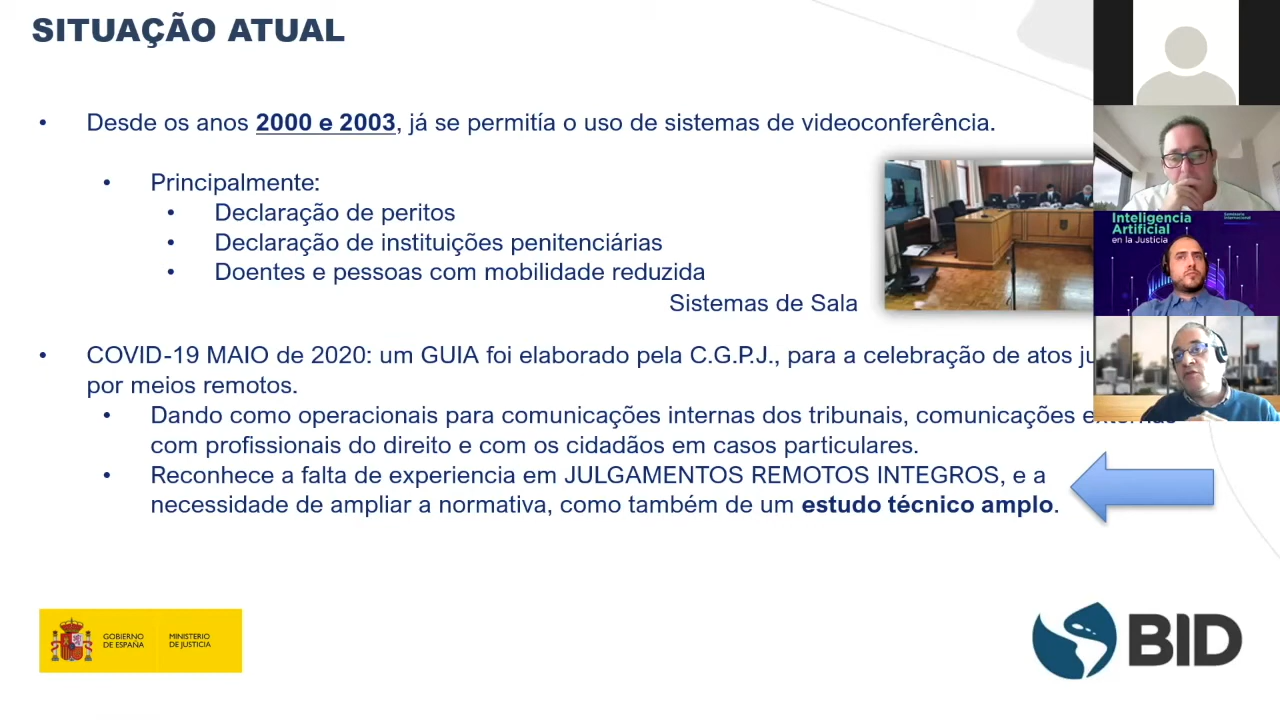 SITUAÇÃO ATUAL
Desde os anos 2000 e 2003, já se permitía o uso de sistemas de videoconferência.
Principalmente:
Declaração de peritos
Declaração de instituições penitenciárias
Doentes e pessoas com mobilidade reduzida
Sistemas de Sala
COVID-19 MAIO de 2020: um GUIA foi elaborado pela C.G.P.J., para a celebração de atos
por meios remotos.
Dando como operacionais para comunicações internas dos tribunais, comunicações
com profissionais do direito e com os cidadãos em casos particulares.
Reconhece a falta de experiencia em JULGAMENTOS REMOTOS INTEGROS, e a
necessidade de ampliar a normativa, como também de um estudo técnico amplo.
Inteligencia
Artificial
en la Justicia
Seminario
Internacional
GOBIERNO
DE ESPAÑA
MINISTERIO
DE JUSTICIA
BID